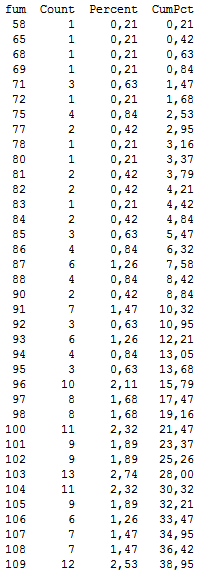 fum Count Percent CumPct
58 1 0,21 0,21
65 1 0,21 0,42
68 1 0,21 0,63
69 1 0,21 0,84
71 3 0,63 1,47
72 1 0,21 1,68
75 4 0,84 2,53
77 2 0,42 2,95
78 1 0,21 3,16
80 1 0,21 3,37
81 2 0,42 3,79
82 2 0,42 4,21
83 1 0,21 4,42
84 2 0,42 4,84
85 3 0,63 5,47
86 4 0,84 6,32
87 6 1,26 7,58
88 4 0,84 8,42
90 2 0,42 8,84
91 7 1,47 10,32
92 3 0,63 10,95
93 6 1,26 12,21
94 4 0,84 13,05
95 3 0,63 13,68
96 10 2,11 15,79
97 8 1,68 17,47
98 8 1,68 19,16
100 11 2,32 21,47
101 9 1,89 23,37
102 9 1,89 25,26
103 13 2,74 28,00
104 11 2,32 30,32
105 9 1,89 32,21
106 6 1,26 33,47
107 7 1,47 34,95
108 7 1,47 36,42
109 12 2,53 38,95